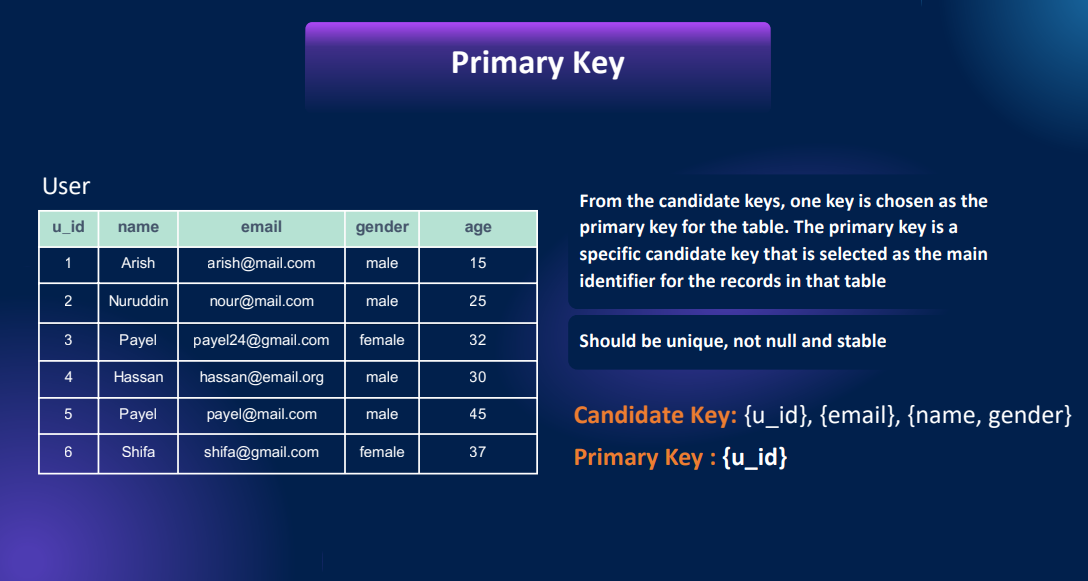 Primary Key
User
u_id name email gender age
1 Arish arish@mail.com male 15
2 Nuruddin nour@mail.com male 25
3 Payel payel24@gmail.com female 32
4 Hassan hassan@email.org male 30
5 Payel payel@mail.com male 45
6 Shifa shifa@gmail.com female 37
From the candidate keys, one key is chosen as the
primary key for the table. The primary key is a
specific candidate key that is selected as the main
identifier for the records in that table
Should be unique, not null and stable
Candidate Key: {u_id}, {email}, {name, gender}
Primary Key : {u_id}